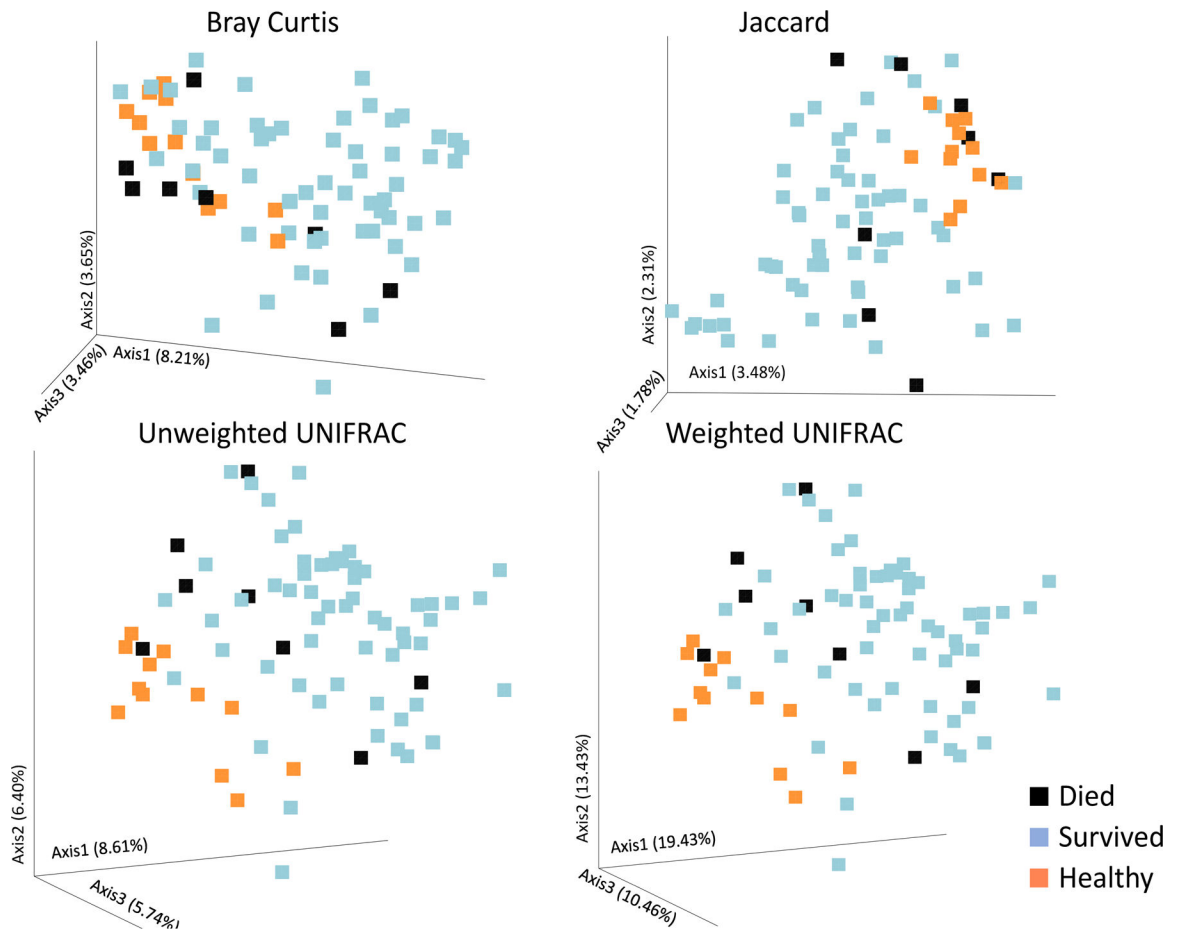 Bray Curtis
Axis2 (3.65%)
Axis1 (8.21%)
Axis3 (3.46%)
Jaccard
Axis2 (2.31%)
Axis1 (3.48%)
Axis3 (1.78%)
Unweighted UNIFRAC
Axis2 (6.40%)
Axis1 (8.61%)
Axis3 (5.74%)
Weighted UNIFRAC
Axis2 (13.43%)
Axis1 (19.43%)
Axis3 (10.46%)
Died
Survived
Healthy